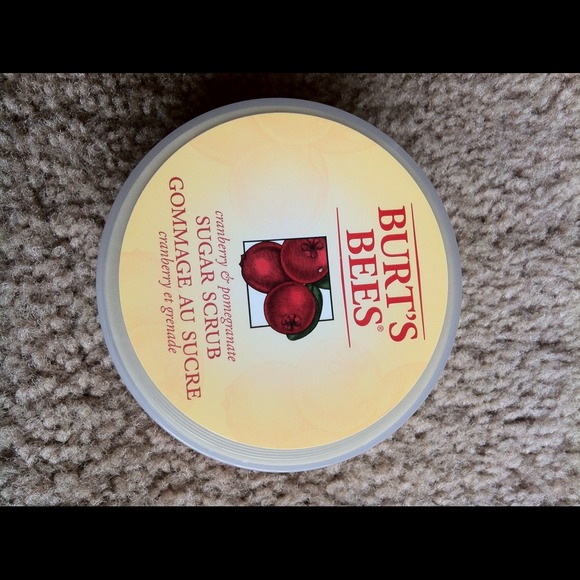 BURT'S
BEES®
cranberry & pomegranate
SUGAR SCRUB
GOMMAGE AU SUCRE
cranberry et grenade